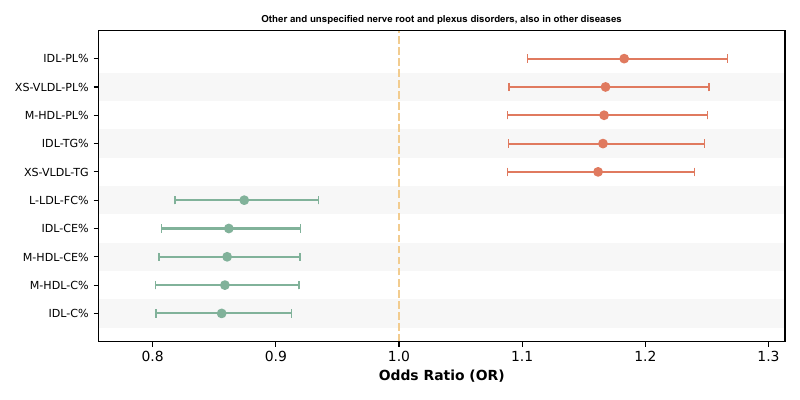 Other and unspecified nerve root and plexus disorders, also in other diseases
IDL-PL%
XS-VLDL-PL%
M-HDL-PL%
IDL-TG%
XS-VLDL-TG
L-LDL-FC%
IDL-CE%
M-HDL-CE%
M-HDL-C%
IDL-C%
0.8 0.9 1.0 1.1 1.2 1.3
Odds Ratio (OR)